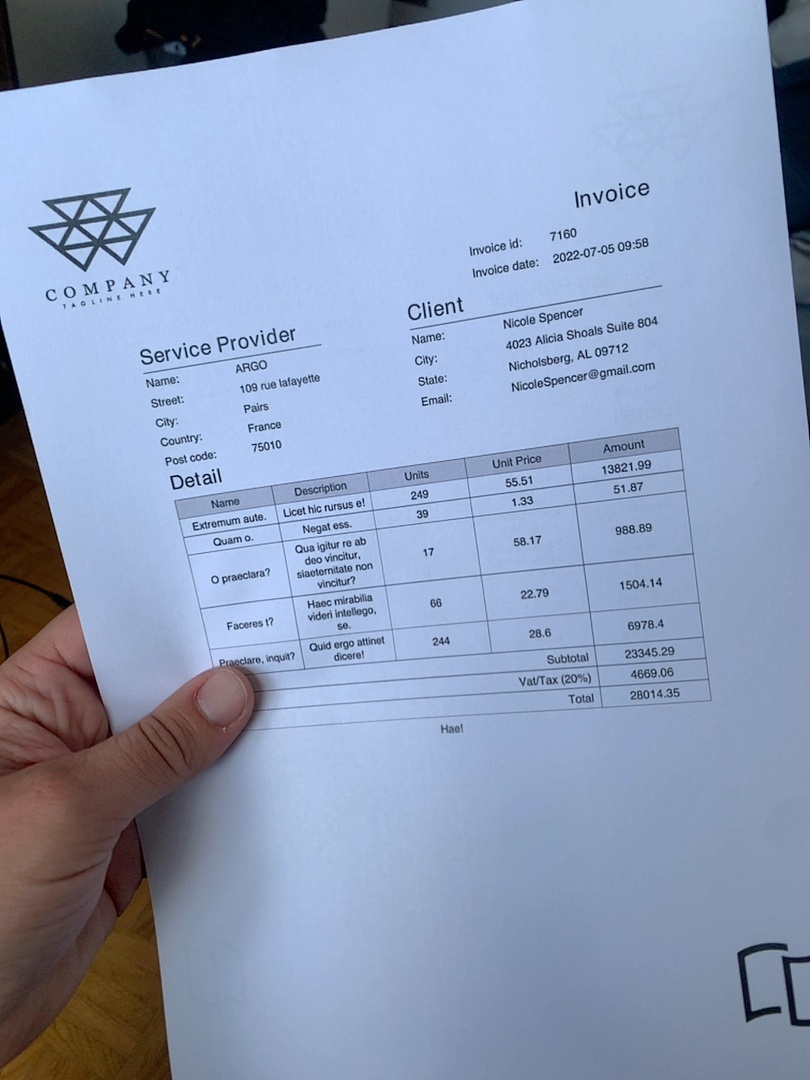 COMPANY
TAGLINE HERE
Invoice
Invoice id: 7160
Invoice date: 2022-07-05 09:58
Service Provider
Name: ARGO
Street: 109 rue lafayette
City: Pairs
Country: France
Post code: 75010
Client
Name: Nicole Spencer
City: 4023 Alicia Shoals Suite 804
State: Nicholsberg, AL 09712
Email: NicoleSpencer@gmail.com
Detail
Name Description Units Unit Price Amount
Extremum aute. Licet hic rursus e! 249 55.51 13821.99
Quam o. Negat ess. 39 1.33 51.87
O praeclara? Qua igitur re ab
deo vincitur,
siaeternitate non
vincitur?
17 58.17 988.89
Faceres t? Haec mirabilia
videri intellego,
se.
66 22.79 1504.14
Praeclare, inquit? Quid ergo attinet
dicere!
244 28.6 6978.4
Subtotal 23345.29
Vat/Tax (20%) 4669.06
Total 28014.35
Hae!